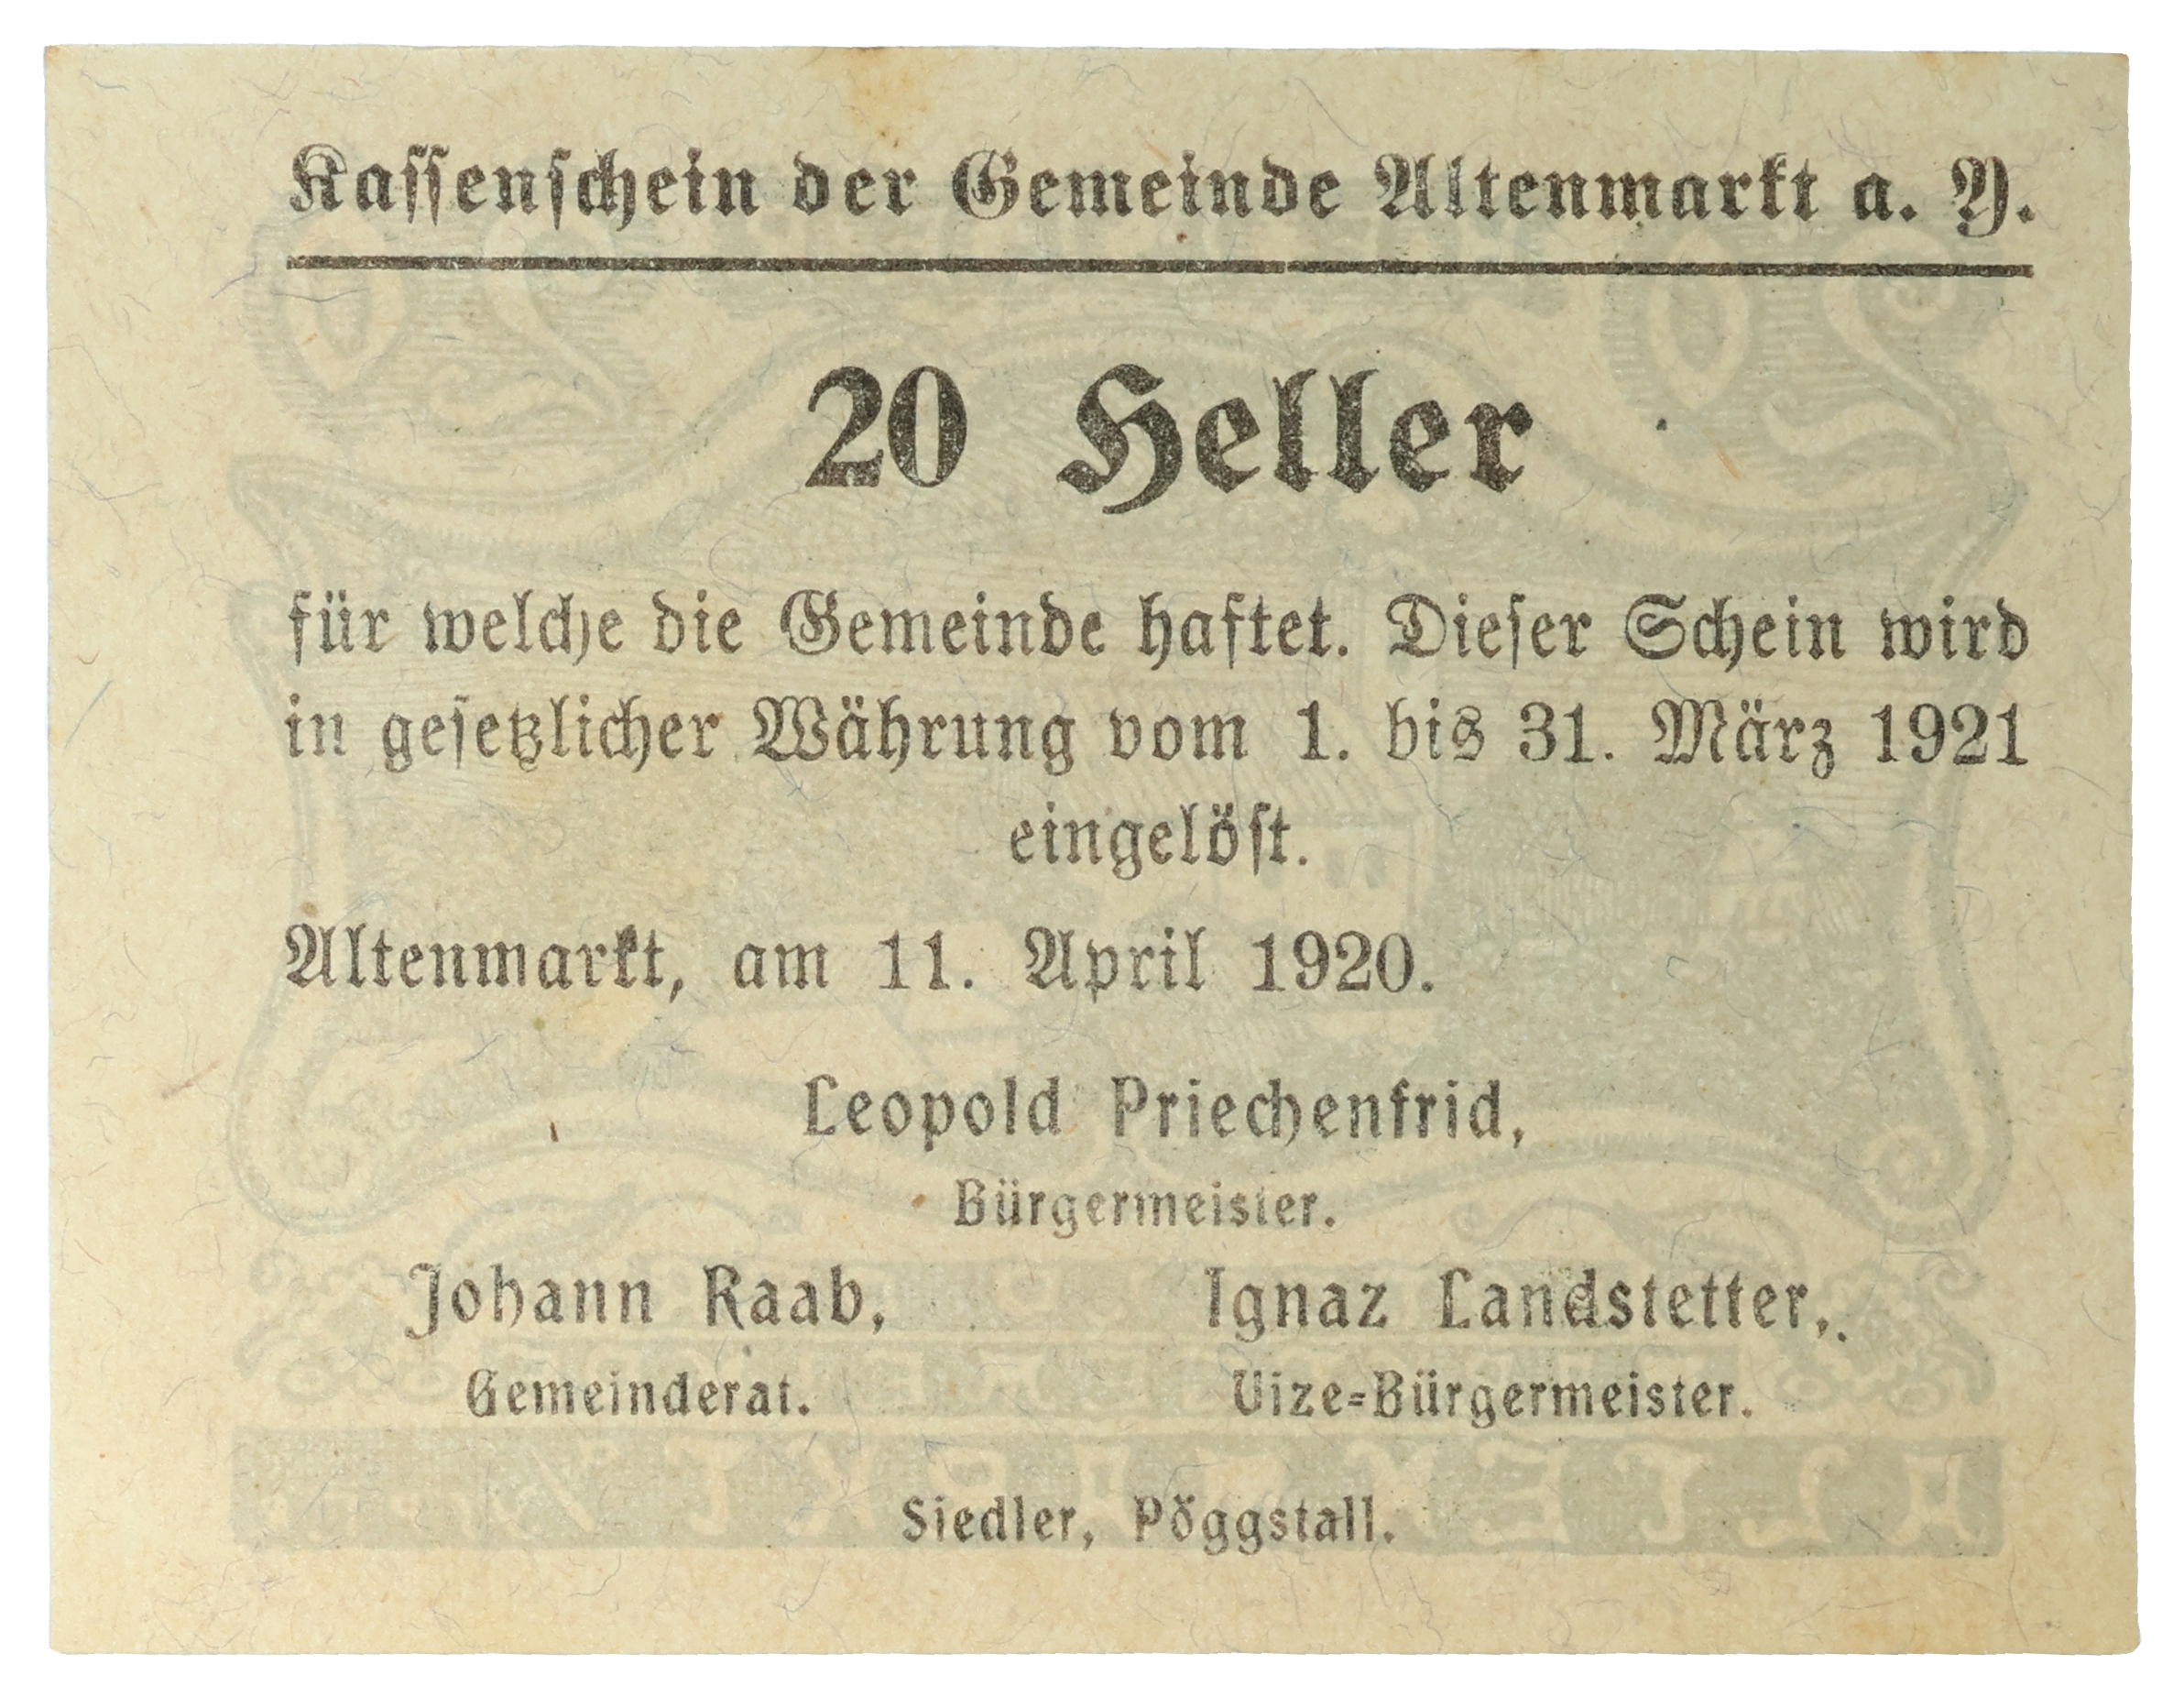 Kassenschein der Gemeinde Altenmarkt a. Y.
20 Heller
für welche die Gemeinde haftet. Dieser Schein wird
in gesetzlicher Währung vom 1. bis 31. März 1921
eingelöst.
Altenmarkt, am 11. April 1920.
Leopold Priechenfrid,
Bürgermeister.
Johann Raab,
Gemeinderat.
Ignaz Landstetter,
Vize=Bürgermeister.
Siedler, Pöggstall.